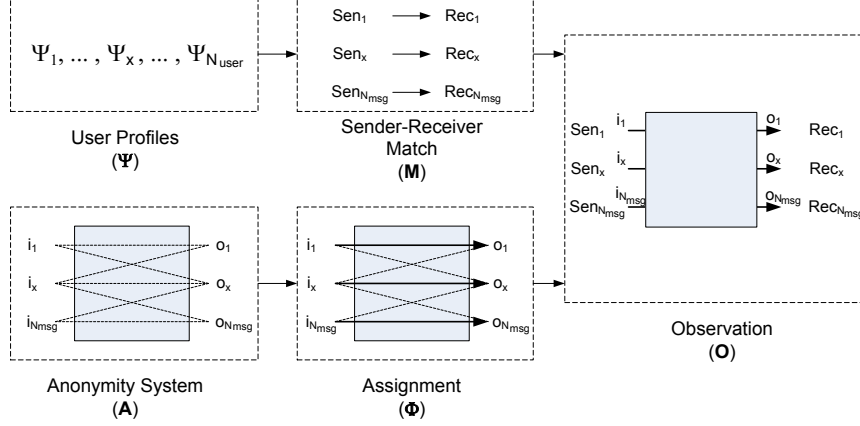 Ψ1, ... , Ψx, ... , ΨNuser
User Profiles
(Ψ)
Sen1 Rec1
Senx Recx
SenNmsg RecNmsg
Sender-Receiver
Match
(M)
i1 o1
ix ox
iNmsg oNmsg
Anonymity System
(A)
i1 o1
ix ox
iNmsg oNmsg
Assignment
(Φ)
Sen1 i1 o1 Rec1
Senx ix ox Recx
SenNmsg iNmsg oNmsg RecNmsg
Observation
(O)